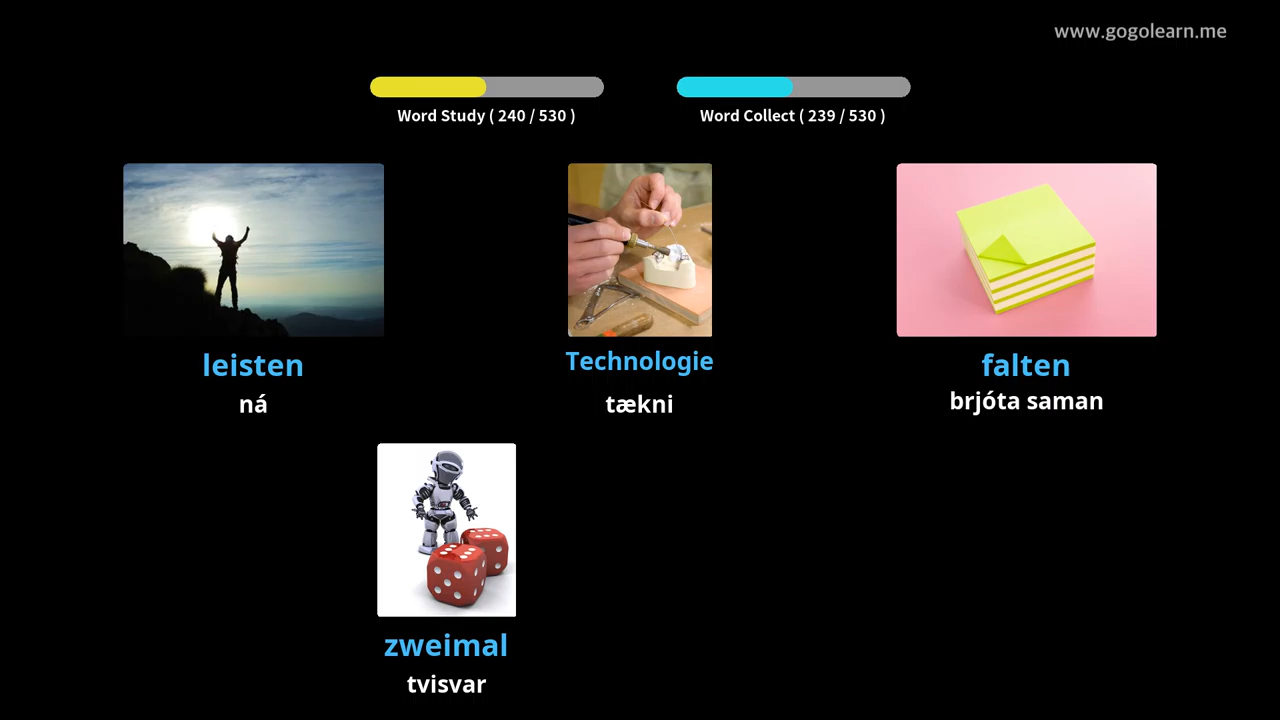 www.gogolearn.me
Word Study ( 240 / 530 )
Word Collect ( 239 / 530 )
leisten
ná
Technologie
tækni
falten
brjóta saman
zweimal
tvisvar